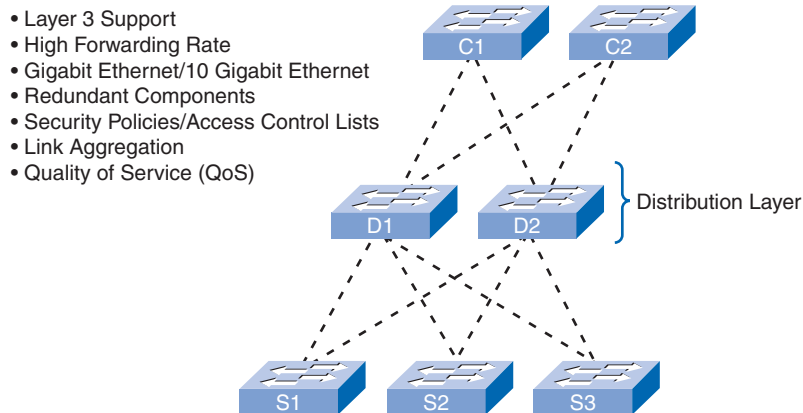 • Layer 3 Support
• High Forwarding Rate
• Gigabit Ethernet/10 Gigabit Ethernet
• Redundant Components
• Security Policies/Access Control Lists
• Link Aggregation
• Quality of Service (QoS)
C1
C2
D1
D2
Distribution Layer
S1
S2
S3